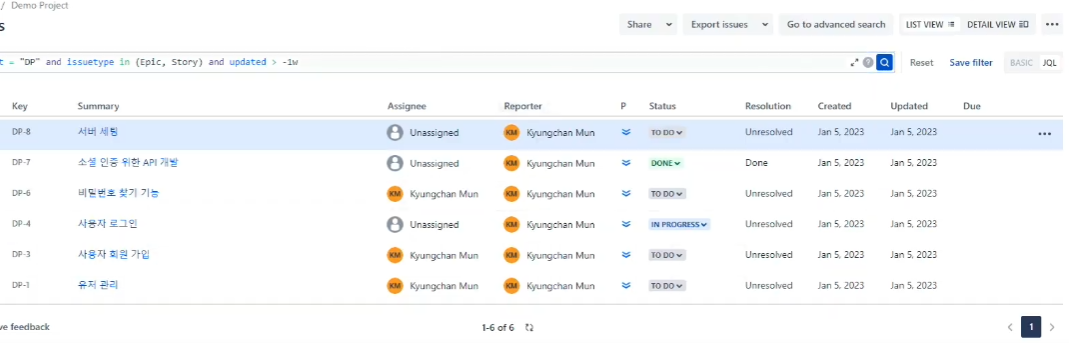 / Demo Project
s
Share Export issues Go to advanced search LIST VIEW DETAIL VIEW
t = "DP" and issuetype in (Epic, Story) and updated > -1w Reset Save filter BASIC JQL
Key Summary Assignee Reporter P Status Resolution Created Updated Due
DP-8 서버 세팅 Unassigned KM Kyungchan Mun TO DO Unresolved Jan 5, 2023 Jan 5, 2023
DP-7 소셜 인증 위한 API 개발 Unassigned KM Kyungchan Mun DONE Done Jan 5, 2023 Jan 5, 2023
DP-6 비밀번호 찾기 기능 KM Kyungchan Mun KM Kyungchan Mun TO DO Unresolved Jan 5, 2023 Jan 5, 2023
DP-4 사용자 로그인 Unassigned KM Kyungchan Mun IN PROGRESS Unresolved Jan 5, 2023 Jan 5, 2023
DP-3 사용자 회원 가입 KM Kyungchan Mun KM Kyungchan Mun TO DO Unresolved Jan 5, 2023 Jan 5, 2023
DP-1 유저 관리 KM Kyungchan Mun KM Kyungchan Mun TO DO Unresolved Jan 5, 2023 Jan 5, 2023
ve feedback 1-6 of 6 1